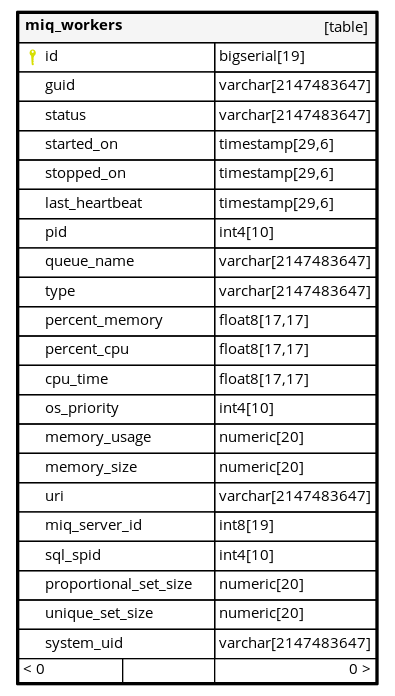 miq_workers [table]
id bigserial[19]
guid varchar[2147483647]
status varchar[2147483647]
started_on timestamp[29,6]
stopped_on timestamp[29,6]
last_heartbeat timestamp[29,6]
pid int4[10]
queue_name varchar[2147483647]
type varchar[2147483647]
percent_memory float8[17,17]
percent_cpu float8[17,17]
cpu_time float8[17,17]
os_priority int4[10]
memory_usage numeric[20]
memory_size numeric[20]
uri varchar[2147483647]
miq_server_id int8[19]
sql_spid int4[10]
proportional_set_size numeric[20]
unique_set_size numeric[20]
system_uid varchar[2147483647]
< 0 0 >